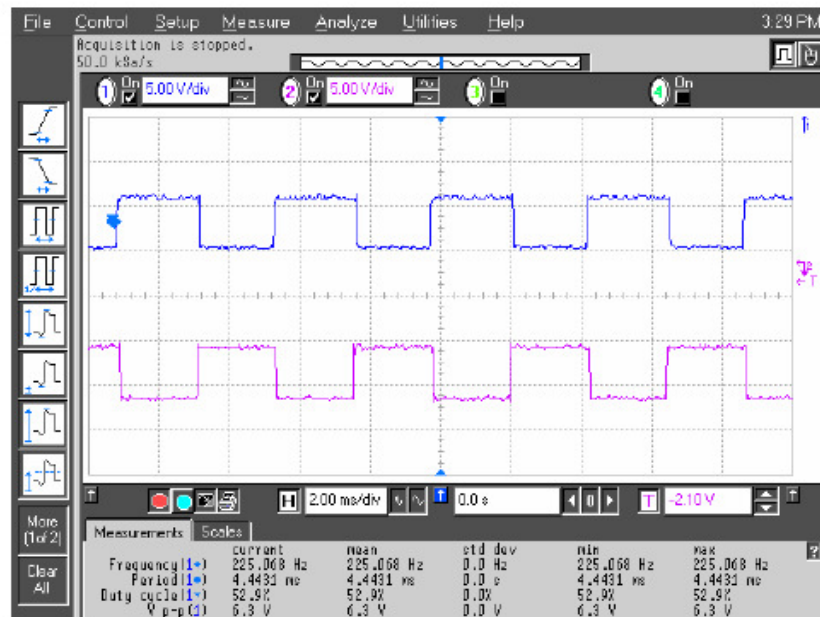 File Control Setup Measure Analyze Utilities Help 3:29 PM
Acquisition is stopped.
50.0 kSa/s
1 On 5.00 V/div 2 On 5.00 V/div 3 On 4 On
T
H 2.00 ms/div 0.0 s 0 T -2.10 V
More
(1 of 2)
Clear
All
Measurements Scales
current mean std dev min max
Frequency(1) 225.068 Hz 225.068 Hz 0.0 Hz 225.068 Hz 225.068 Hz
Period(1) 4.4431 ms 4.4431 ms 0.0 s 4.4431 ms 4.4431 ms
Duty cycle(1) 52.9% 52.9% 0.0% 52.9% 52.9%
V p-p(1) 6.3 V 6.3 V 0.0 V 6.3 V 6.3 V
?